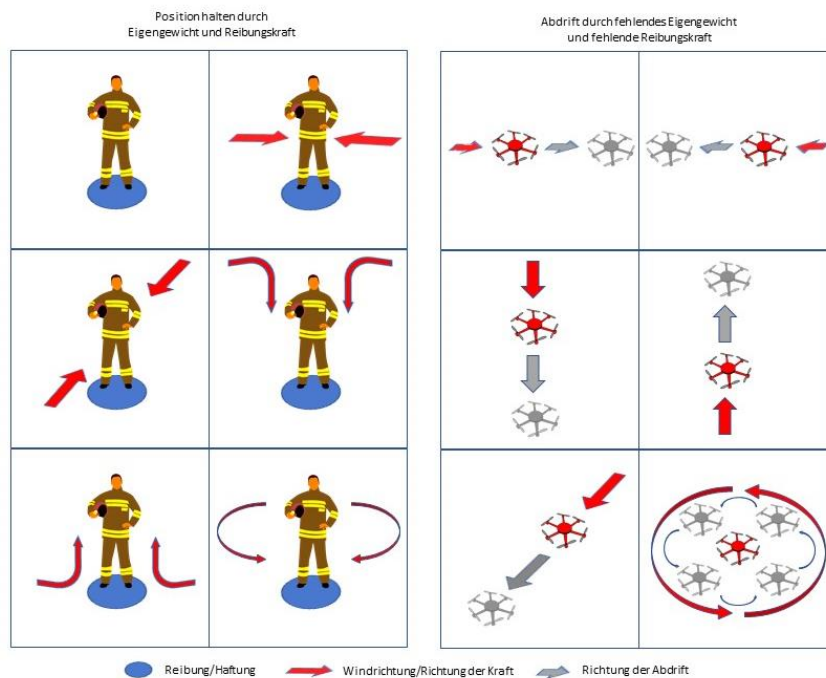 Position halten durch
Eigengewicht und Reibungskraft
Abdrift durch fehlendes Eigengewicht
und fehlende Reibungskraft
Reibung/Haftung
Windrichtung/Richtung der Kraft
Richtung der Abdrift